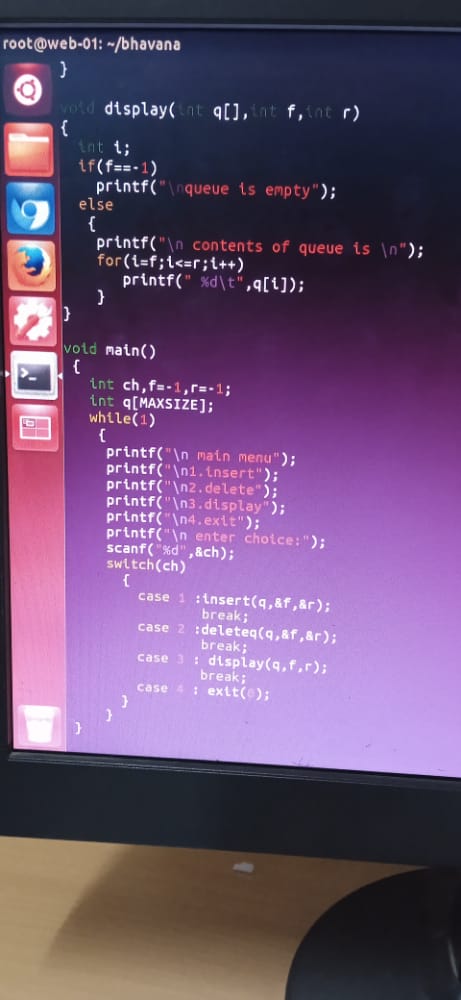 root@web-01: ~/bhavana
}
void display(int q[],int f,int r)
{
int i;
if(f==-1)
printf("\nqueue is empty");
else
{
printf("\n contents of queue is \n");
for(i=f;i<=r;i++)
printf(" %d\t",q[i]);
}
}
void main()
{
int ch,f=-1,r=-1;
int q[MAXSIZE];
while(1)
{
printf("\n main menu");
printf("\n1.insert");
printf("\n2.delete");
printf("\n3.display");
printf("\n4.exit");
printf("\n enter choice:");
scanf("%d",&ch);
switch(ch)
{
case 1 :insert(q,&f,&r);
break;
case 2 :deleteq(q,&f,&r);
break;
case 3 : display(q,f,r);
break;
case 4 : exit(0);
}
}
}